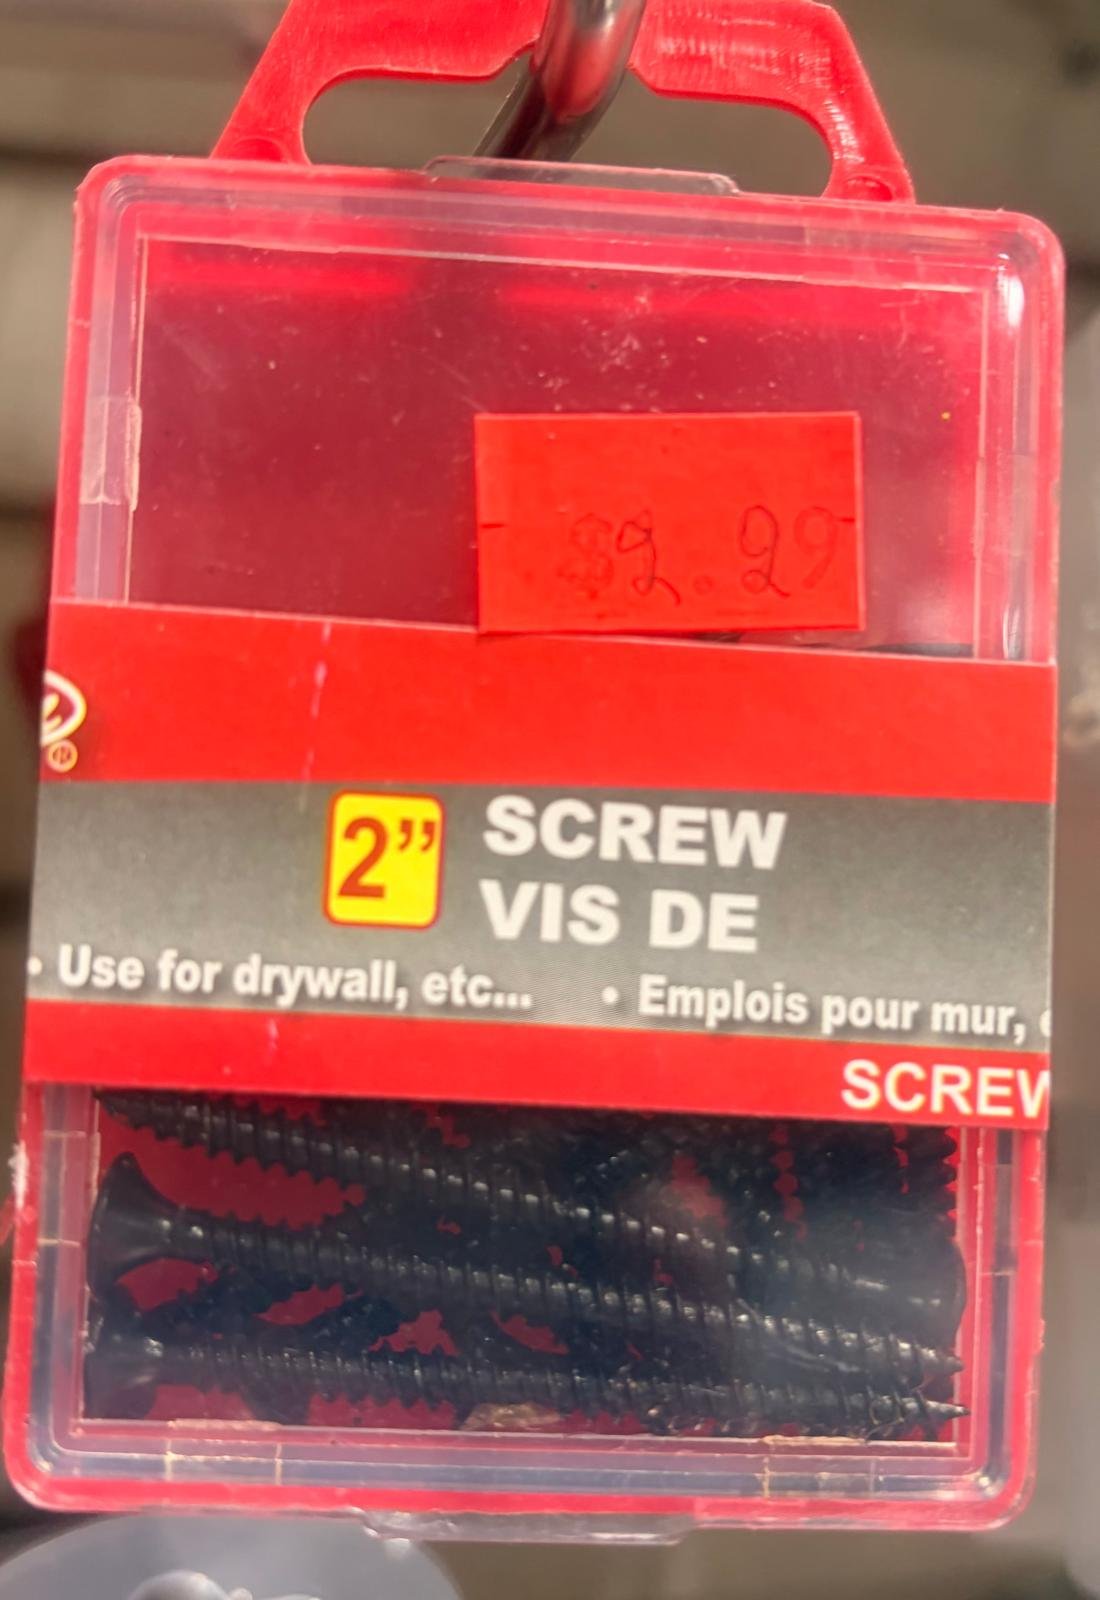 $2.29
®
2” SCREW
VIS DE
• Use for drywall, etc... • Emplois pour mur,
SCREW